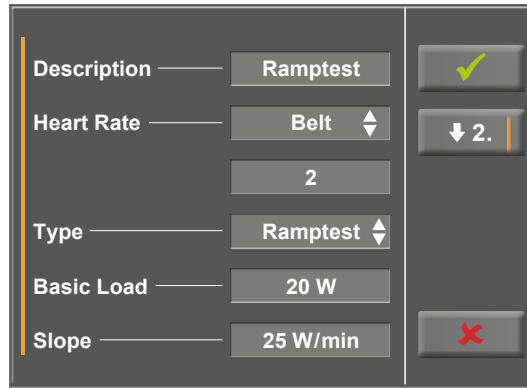 Description Ramptest
Heart Rate Belt
2. 
2
Type Ramptest
Basic Load 20 W
Slope 25 W/min